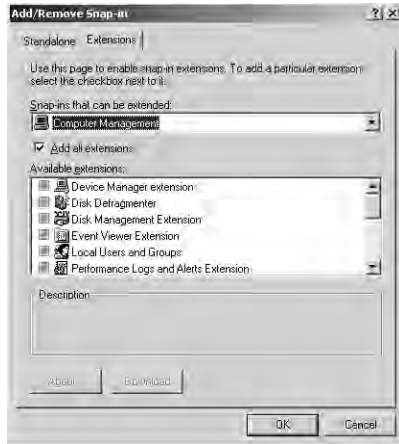 Add/Remove Snap-in
Standalone Extensions
Use this page to enable snap-in extensions. To add a particular extension
select the checkbox next to it.
Snap-ins that can be extended:
Computer Management
Add all extensions
Available extensions:
Device Manager extension
Disk Defragmenter
Disk Management Extension
Event Viewer Extension
Local Users and Groups
Performance Logs and Alerts Extension
Description
About Download
OK Cancel